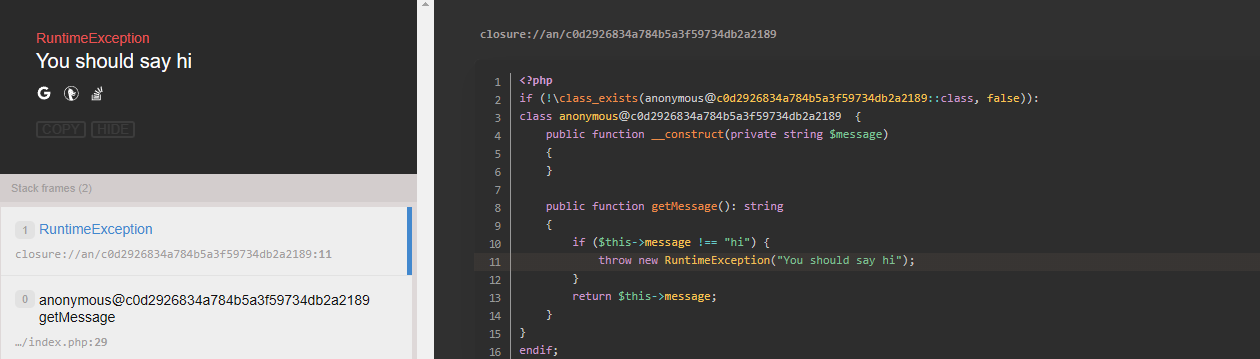 RuntimeException
You should say hi
COPY HIDE
Stack frames (2)
1 RuntimeException
closure://an/c0d2926834a784b5a3f59734db2a2189:11
0 anonymous@c0d2926834a784b5a3f59734db2a2189
getMessage
…/index.php:29
closure://an/c0d2926834a784b5a3f59734db2a2189
1 <?php
2 if (!\class_exists(anonymous@c0d2926834a784b5a3f59734db2a2189::class, false)):
3 class anonymous@c0d2926834a784b5a3f59734db2a2189  {
4     public function __construct(private string $message)
5     {
6     }
7
8     public function getMessage(): string
9     {
10         if ($this->message !== "hi") {
11             throw new RuntimeException("You should say hi");
12         }
13         return $this->message;
14     }
15 }
16 endif;